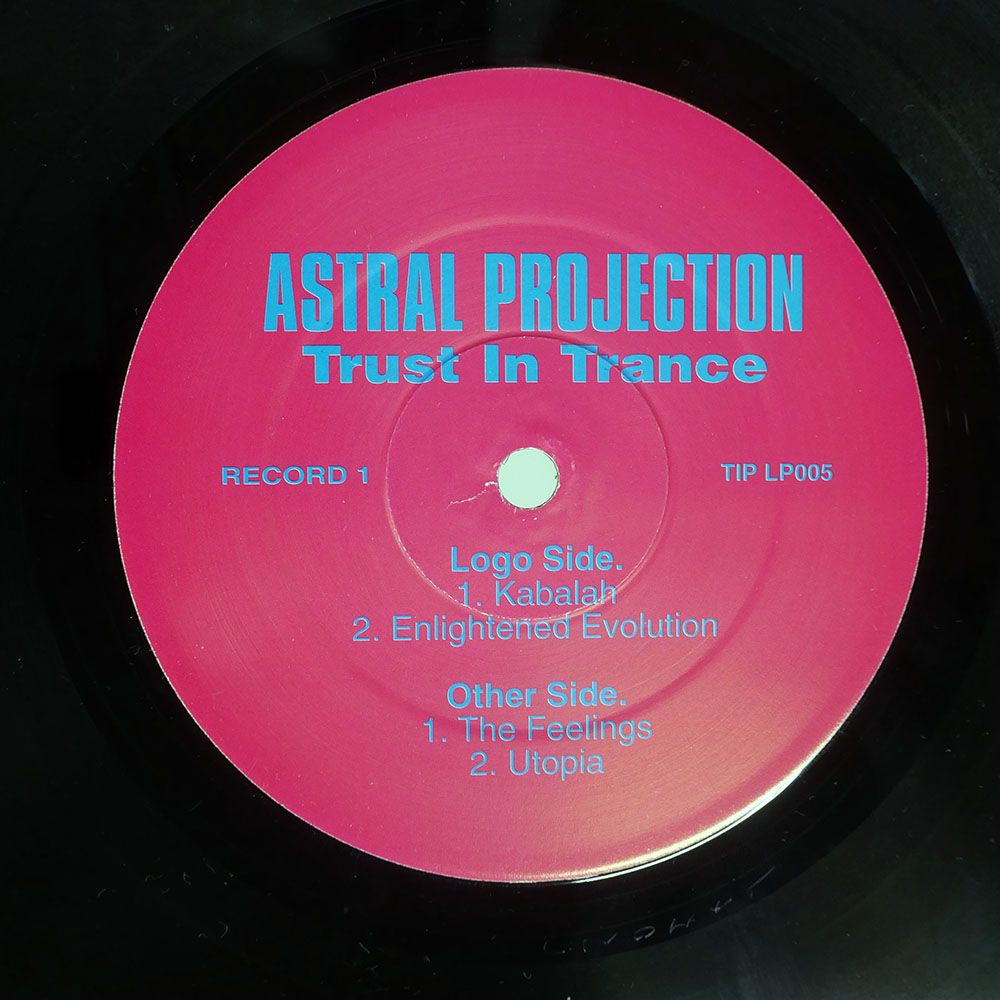 ASTRAL PROJECTION
Trust In Trance
RECORD 1
TIP LP005
Logo Side.
1. Kabalah
2. Enlightened Evolution
Other Side.
1. The Feelings
2. Utopia